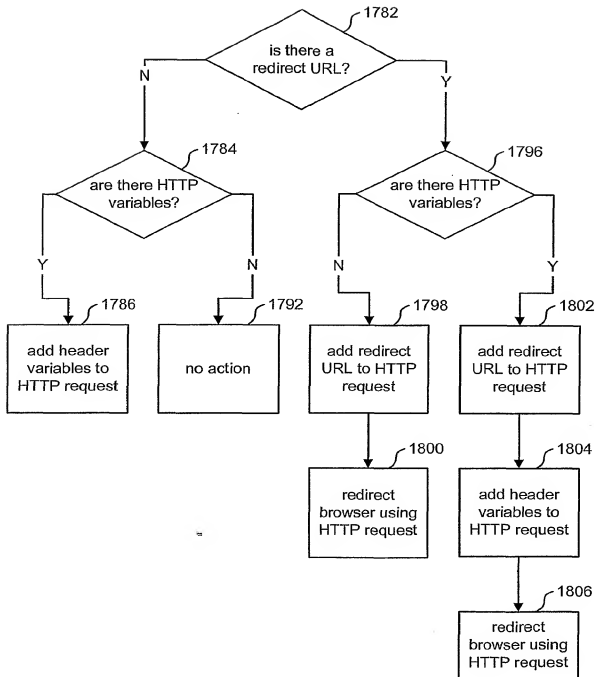 1782
is there a
redirect URL?
N
Y
1784
are there HTTP
variables?
1796
are there HTTP
variables?
Y
N
N
Y
1786
add header
variables to
HTTP request
1792
no action
1798
add redirect
URL to HTTP
request
1802
add redirect
URL to HTTP
request
1800
redirect
browser using
HTTP request
1804
add header
variables to
HTTP request
1806
redirect
browser using
HTTP request